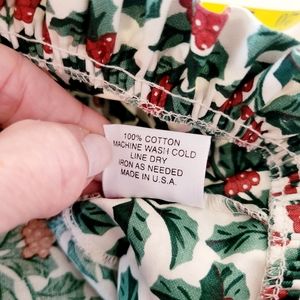 100% COTTON
MACHINE WASH COLD
LINE DRY
IRON AS NEEDED
MADE IN U.S.A.